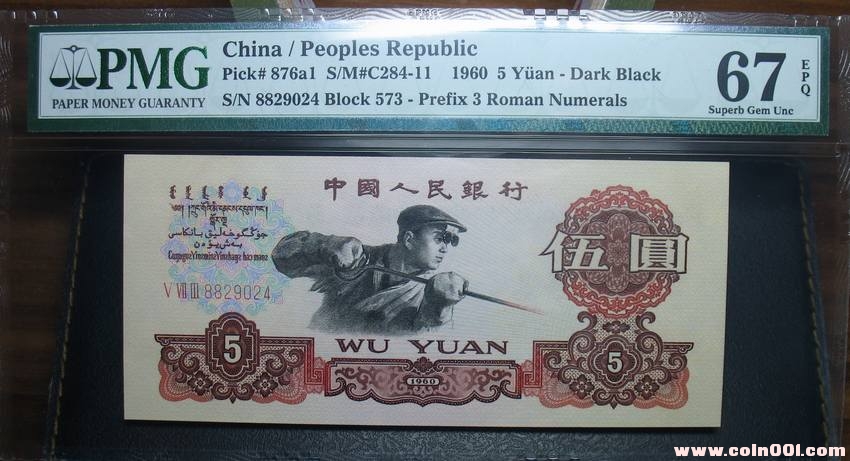 PMG
PAPER MONEY GUARANTY
China / Peoples Republic
Pick# 876a1 S/M#C284-11 1960 5 Yüan - Dark Black
S/N 8829024 Block 573 - Prefix 3 Roman Numerals
67
EPQ
Superb Gem Unc
中國人民銀行
伍圓
V VII III 8829024
5
WU YUAN
1960
5
www.coin001.com